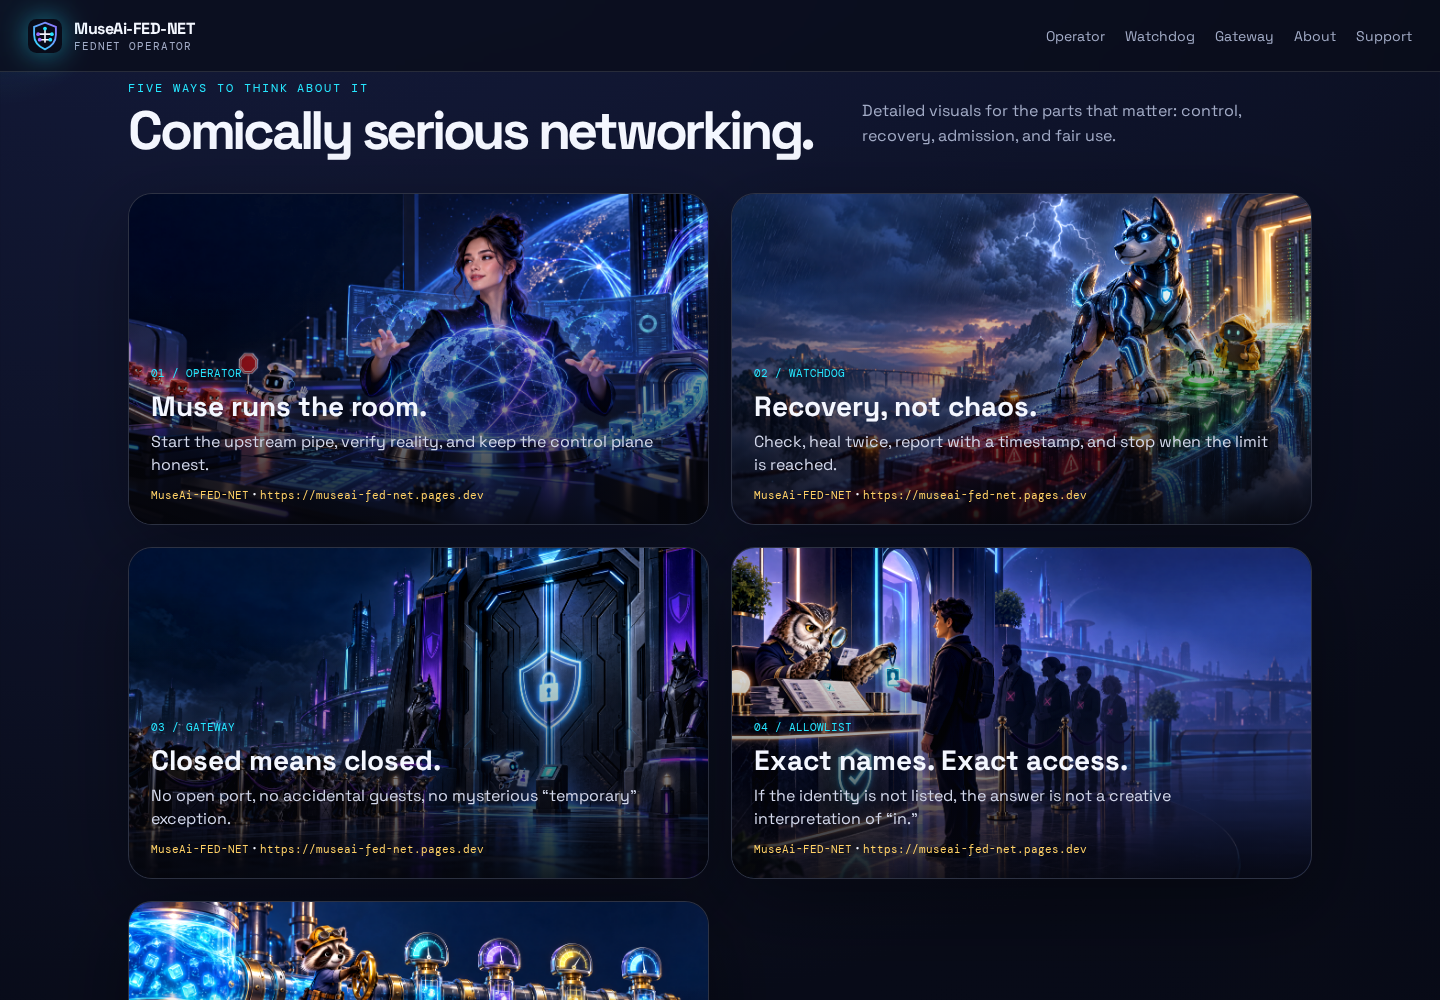 MuseAi-FED-NET
FEDNET OPERATOR
Operator Watchdog Gateway About Support
FIVE WAYS TO THINK ABOUT IT
Comically serious networking.
Detailed visuals for the parts that matter: control,
recovery, admission, and fair use.
01 / OPERATOR
Muse runs the room.
Start the upstream pipe, verify reality, and keep the control plane
honest.
MuseAi-FED-NET • https://museai-fed-net.pages.dev
02 / WATCHDOG
Recovery, not chaos.
Check, heal twice, report with a timestamp, and stop when the limit
is reached.
MuseAi-FED-NET • https://museai-fed-net.pages.dev
03 / GATEWAY
Closed means closed.
No open port, no accidental guests, no mysterious “temporary”
exception.
MuseAi-FED-NET • https://museai-fed-net.pages.dev
04 / ALLOWLIST
Exact names. Exact access.
If the identity is not listed, the answer is not a creative
interpretation of “in.”
MuseAi-FED-NET • https://museai-fed-net.pages.dev